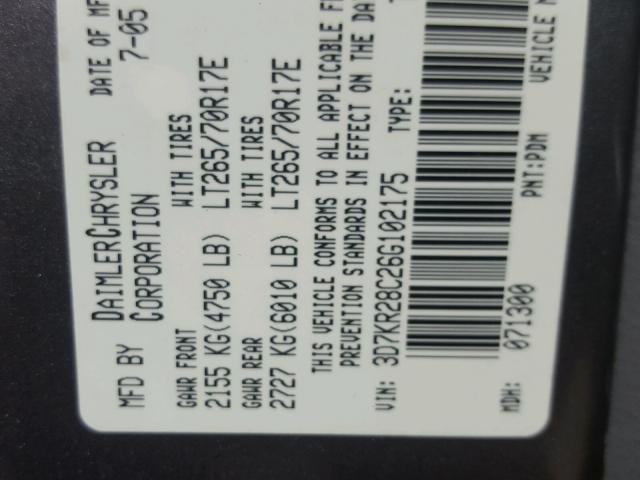 MFD BY DAIMLERCHRYSLER CORPORATION DATE OF MF
7-05
GAWR FRONT WITH TIRES
2155 KG(4750 LB) LT265/70R17E
GAWR REAR WITH TIRES
2727 KG(6010 LB) LT265/70R17E
THIS VEHICLE CONFORMS TO ALL APPLICABLE
PREVENTION STANDARDS IN EFFECT ON THE DA
VIN: 3D7KR28C26G102175 TYPE:
VEHICLE
MDH: 071300 PNT:PDM